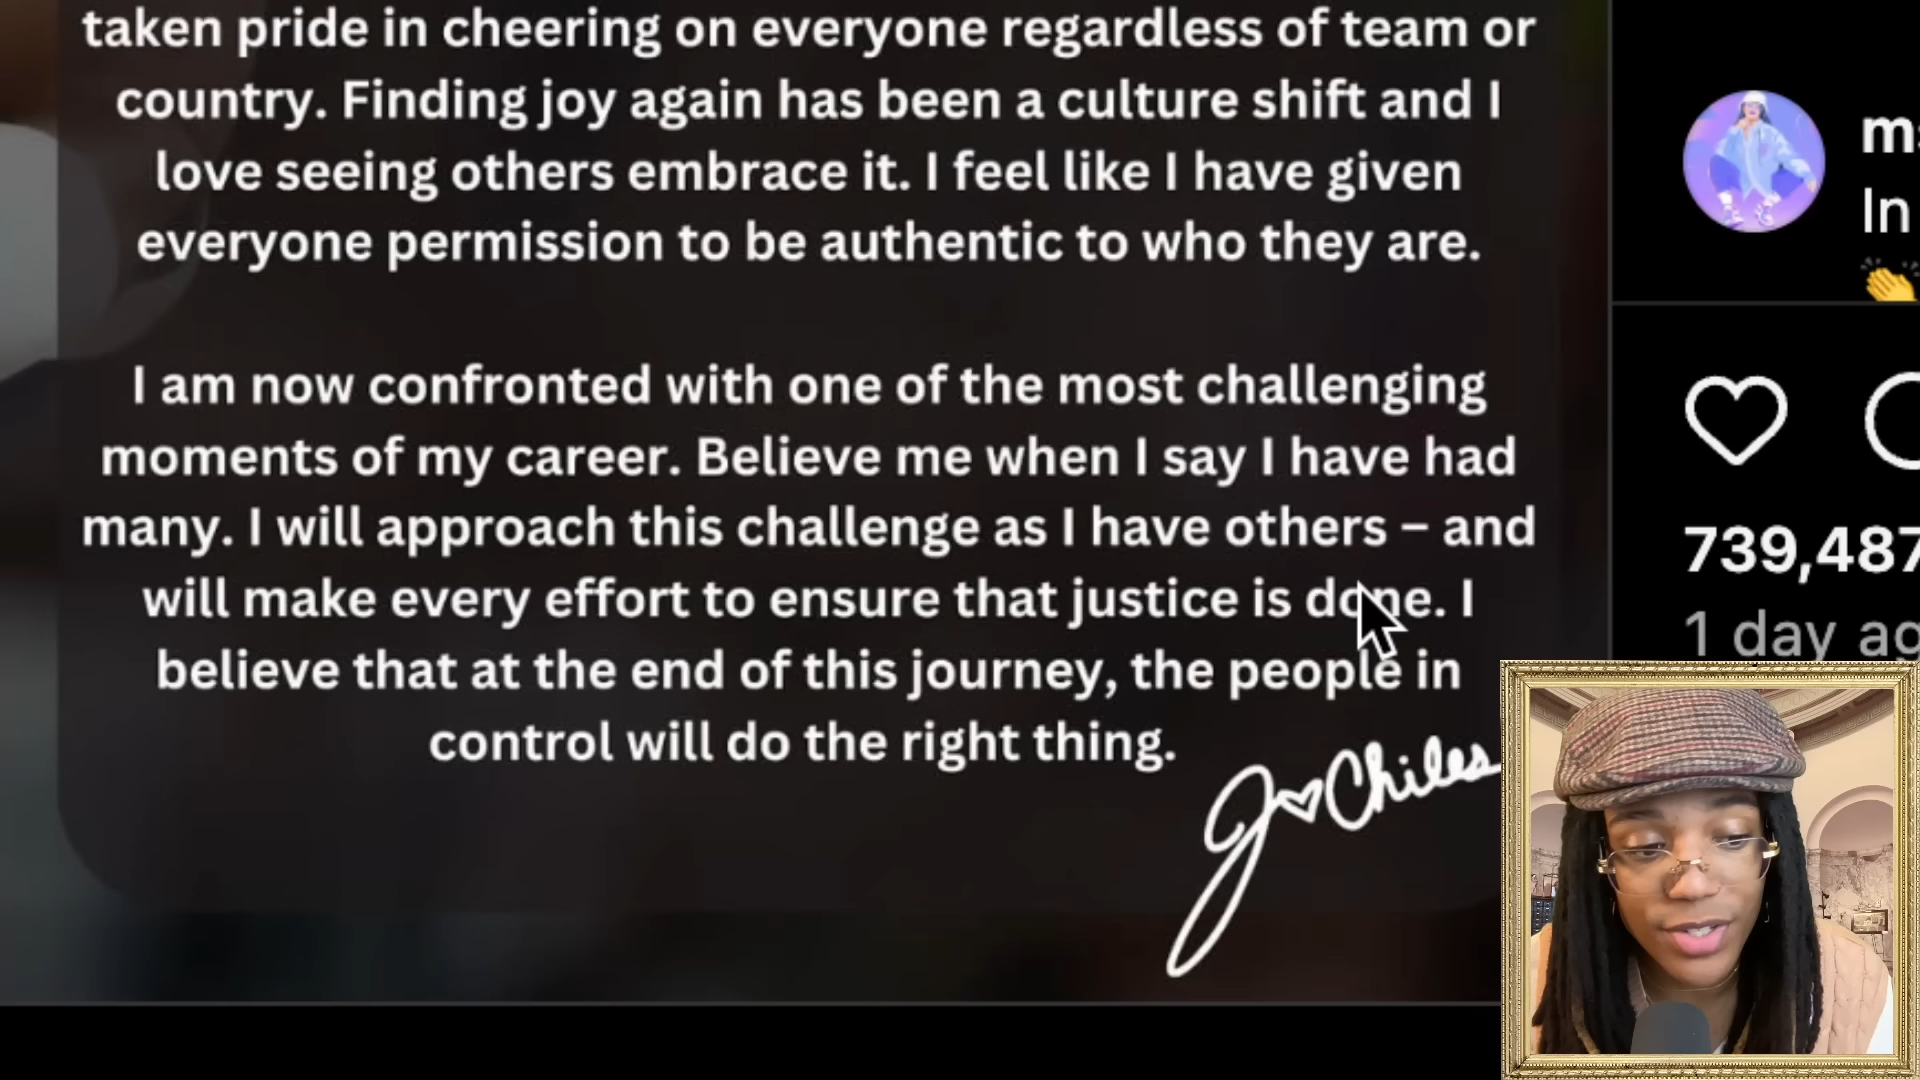 taken pride in cheering on everyone regardless of team or
country. Finding joy again has been a culture shift and I
love seeing others embrace it. I feel like I have given
everyone permission to be authentic to who they are.
I am now confronted with one of the most challenging
moments of my career. Believe me when I say I have had
many. I will approach this challenge as I have others – and
will make every effort to ensure that justice is done. I
believe that at the end of this journey, the people in
control will do the right thing.
J♡Chiles
In
739,487
1 day